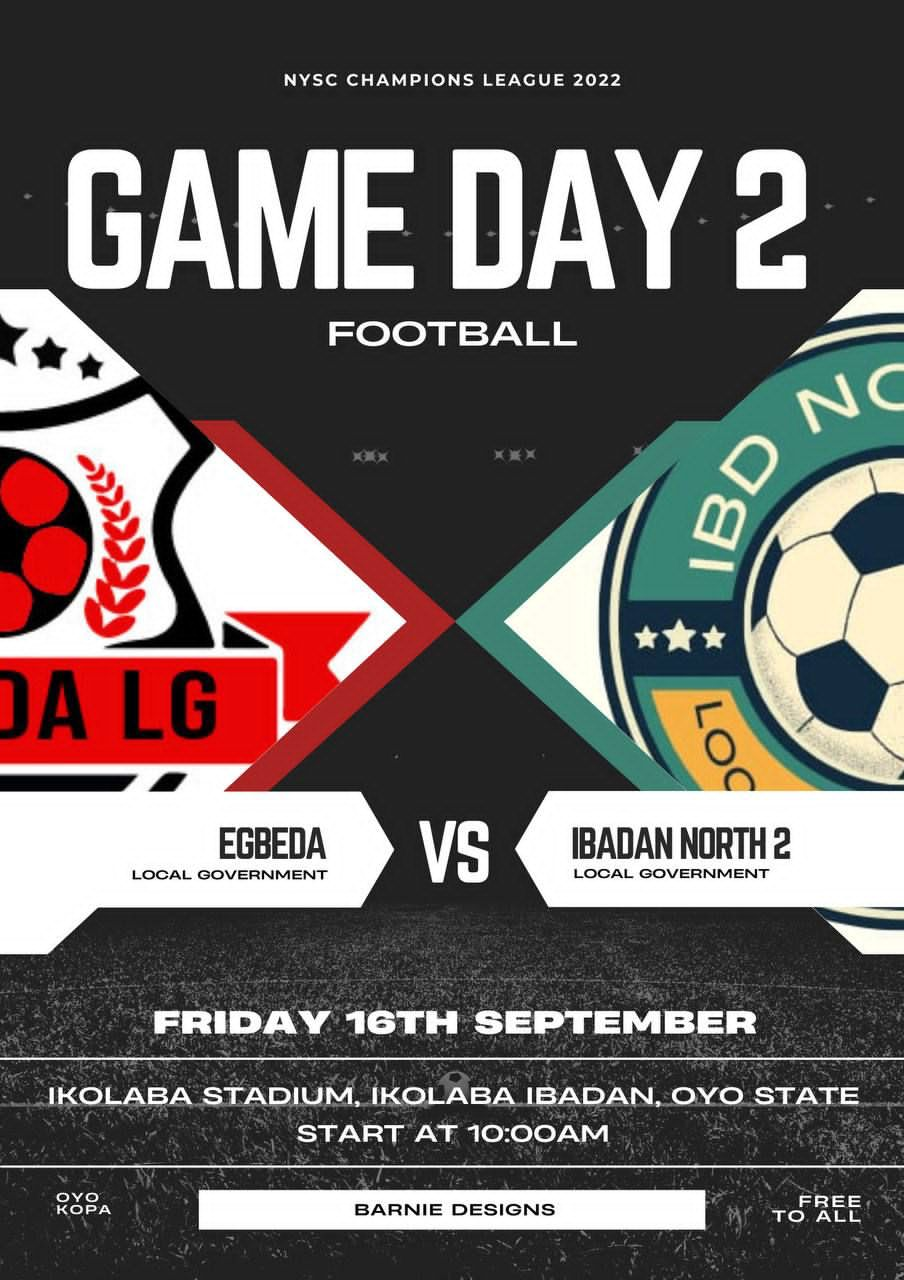 NYSC CHAMPIONS LEAGUE 2022
GAME DAY 2
FOOTBALL
IBD NO
DA LG
LOC
EGBEDA
LOCAL GOVERNMENT
VS
IBADAN NORTH 2
LOCAL GOVERNMENT
FRIDAY 16TH SEPTEMBER
IKOLABA STADIUM, IKOLABA IBADAN, OYO STATE
START AT 10:00AM
OYO
KOPA
BARNIE DESIGNS
FREE
TO ALL